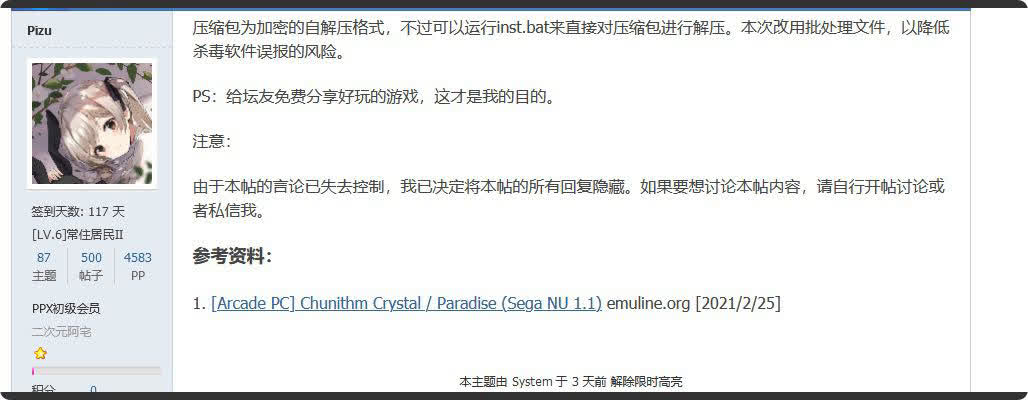 Pizu
签到天数: 117 天
[LV.6]常住居民II
87 500 4583
主题 帖子 PP
PPX初级会员
二次元阿宅
积分 0
压缩包为加密的自解压格式，不过可以运行inst.bat来直接对压缩包进行解压。本次改用批处理文件，以降低
杀毒软件误报的风险。
PS：给坛友免费分享好玩的游戏，这才是我的目的。
注意：
由于本帖的言论已失去控制，我已决定将本帖的所有回复隐藏。如果要想讨论本帖内容，请自行开帖讨论或
者私信我。
参考资料：
1. [Arcade PC] Chunithm Crystal / Paradise (Sega NU 1.1) emuline.org [2021/2/25]
本主题由 System 于 3 天前 解除限时高亮